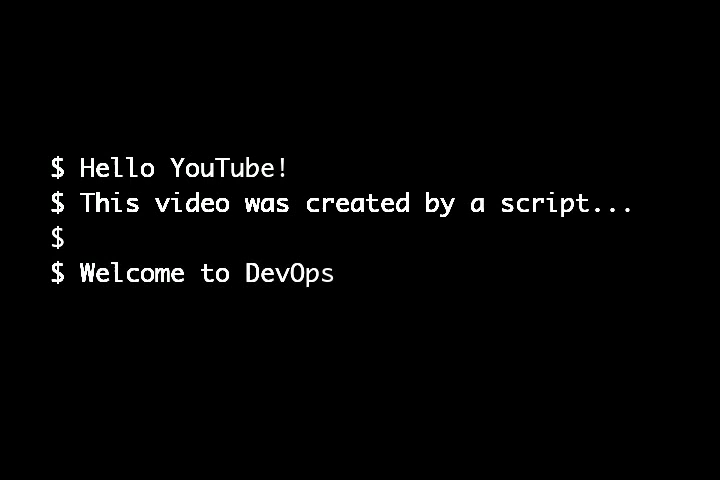 $ Hello YouTube!
$ This video was created by a script...
$
$ Welcome to DevOps